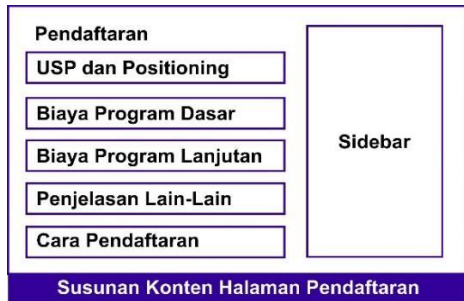 Pendaftaran
USP dan Positioning
Biaya Program Dasar
Biaya Program Lanjutan
Penjelasan Lain-Lain
Cara Pendaftaran
Sidebar
Susunan Konten Halaman Pendaftaran